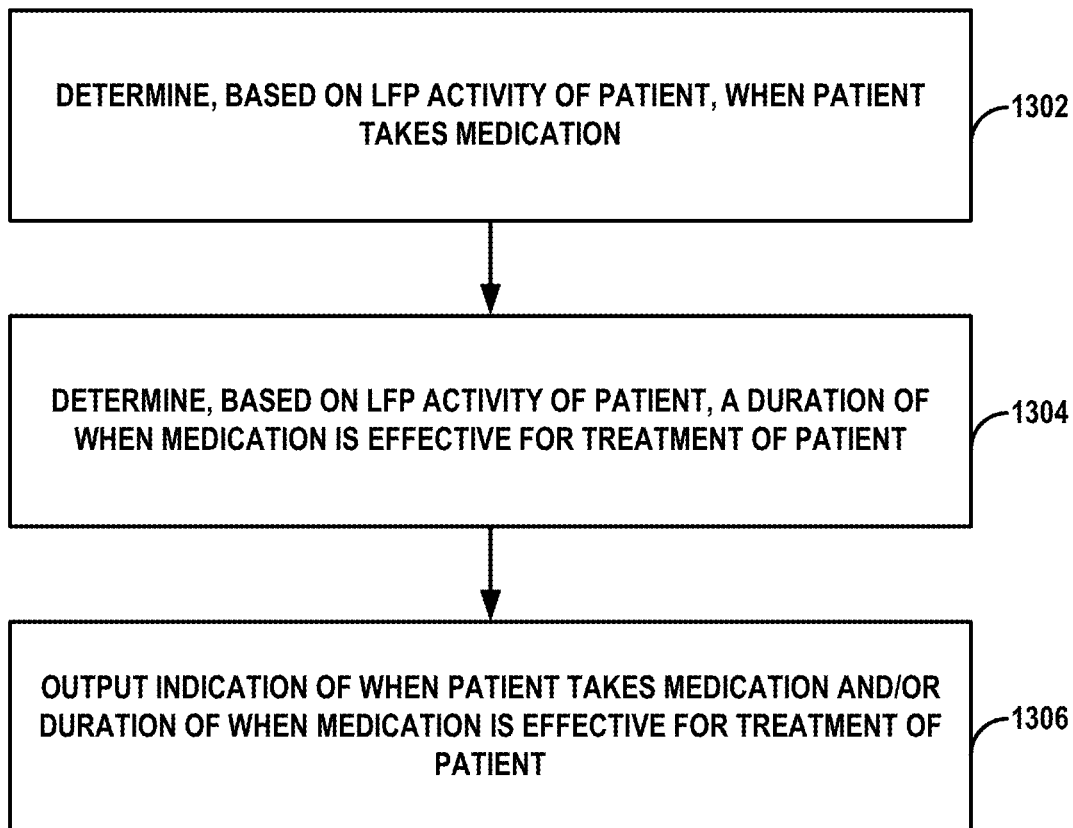 DETERMINE, BASED ON LFP ACTIVITY OF PATIENT, WHEN PATIENT
TAKES MEDICATION
1302
DETERMINE, BASED ON LFP ACTIVITY OF PATIENT, A DURATION OF
WHEN MEDICATION IS EFFECTIVE FOR TREATMENT OF PATIENT
1304
OUTPUT INDICATION OF WHEN PATIENT TAKES MEDICATION AND/OR
DURATION OF WHEN MEDICATION IS EFFECTIVE FOR TREATMENT OF
PATIENT
1306